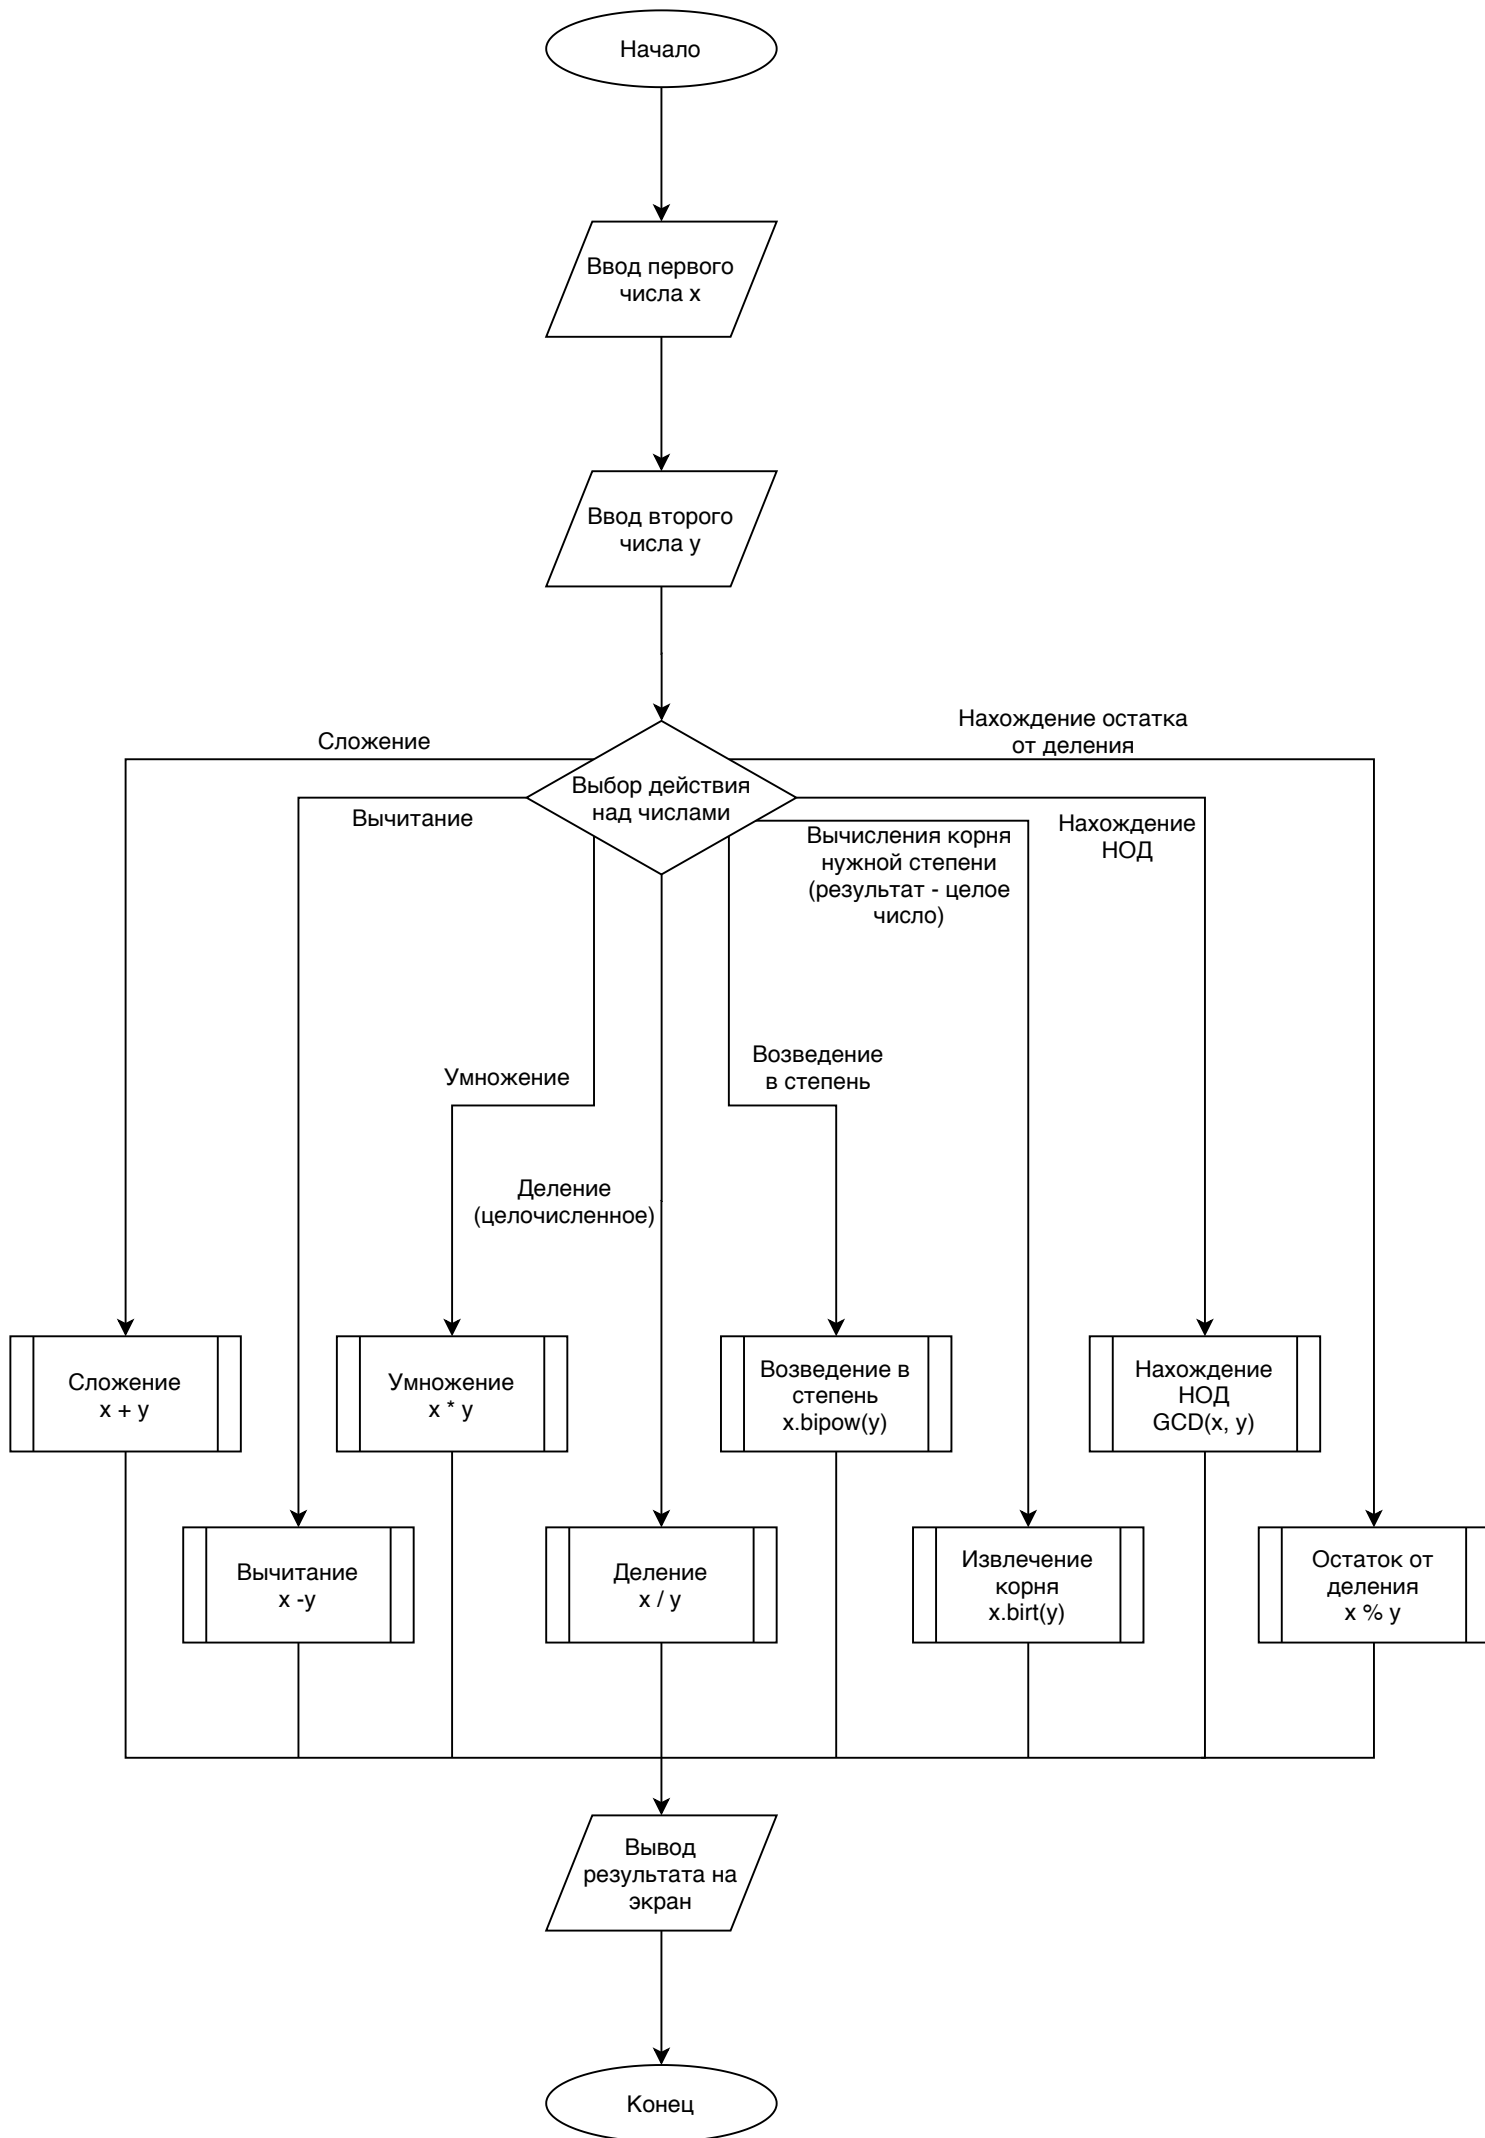 Начало
Ввод первого
числа x
Ввод второго
числа y
Выбор действия
над числами
Сложение
Вычитание
Умножение
Деление
(целочисленное)
Возведение
в степень
Вычисления корня
нужной степени
(результат - целое
число)
Нахождение
НОД
Нахождение остатка
от деления
Сложение
x + y
Вычитание
x -y
Умножение
x * y
Деление
x / y
Возведение в
степень
x.bipow(y)
Извлечение
корня
x.birt(y)
Нахождение
НОД
GCD(x, y)
Остаток от
деления
x % y
Вывод
результата на
экран
Конец